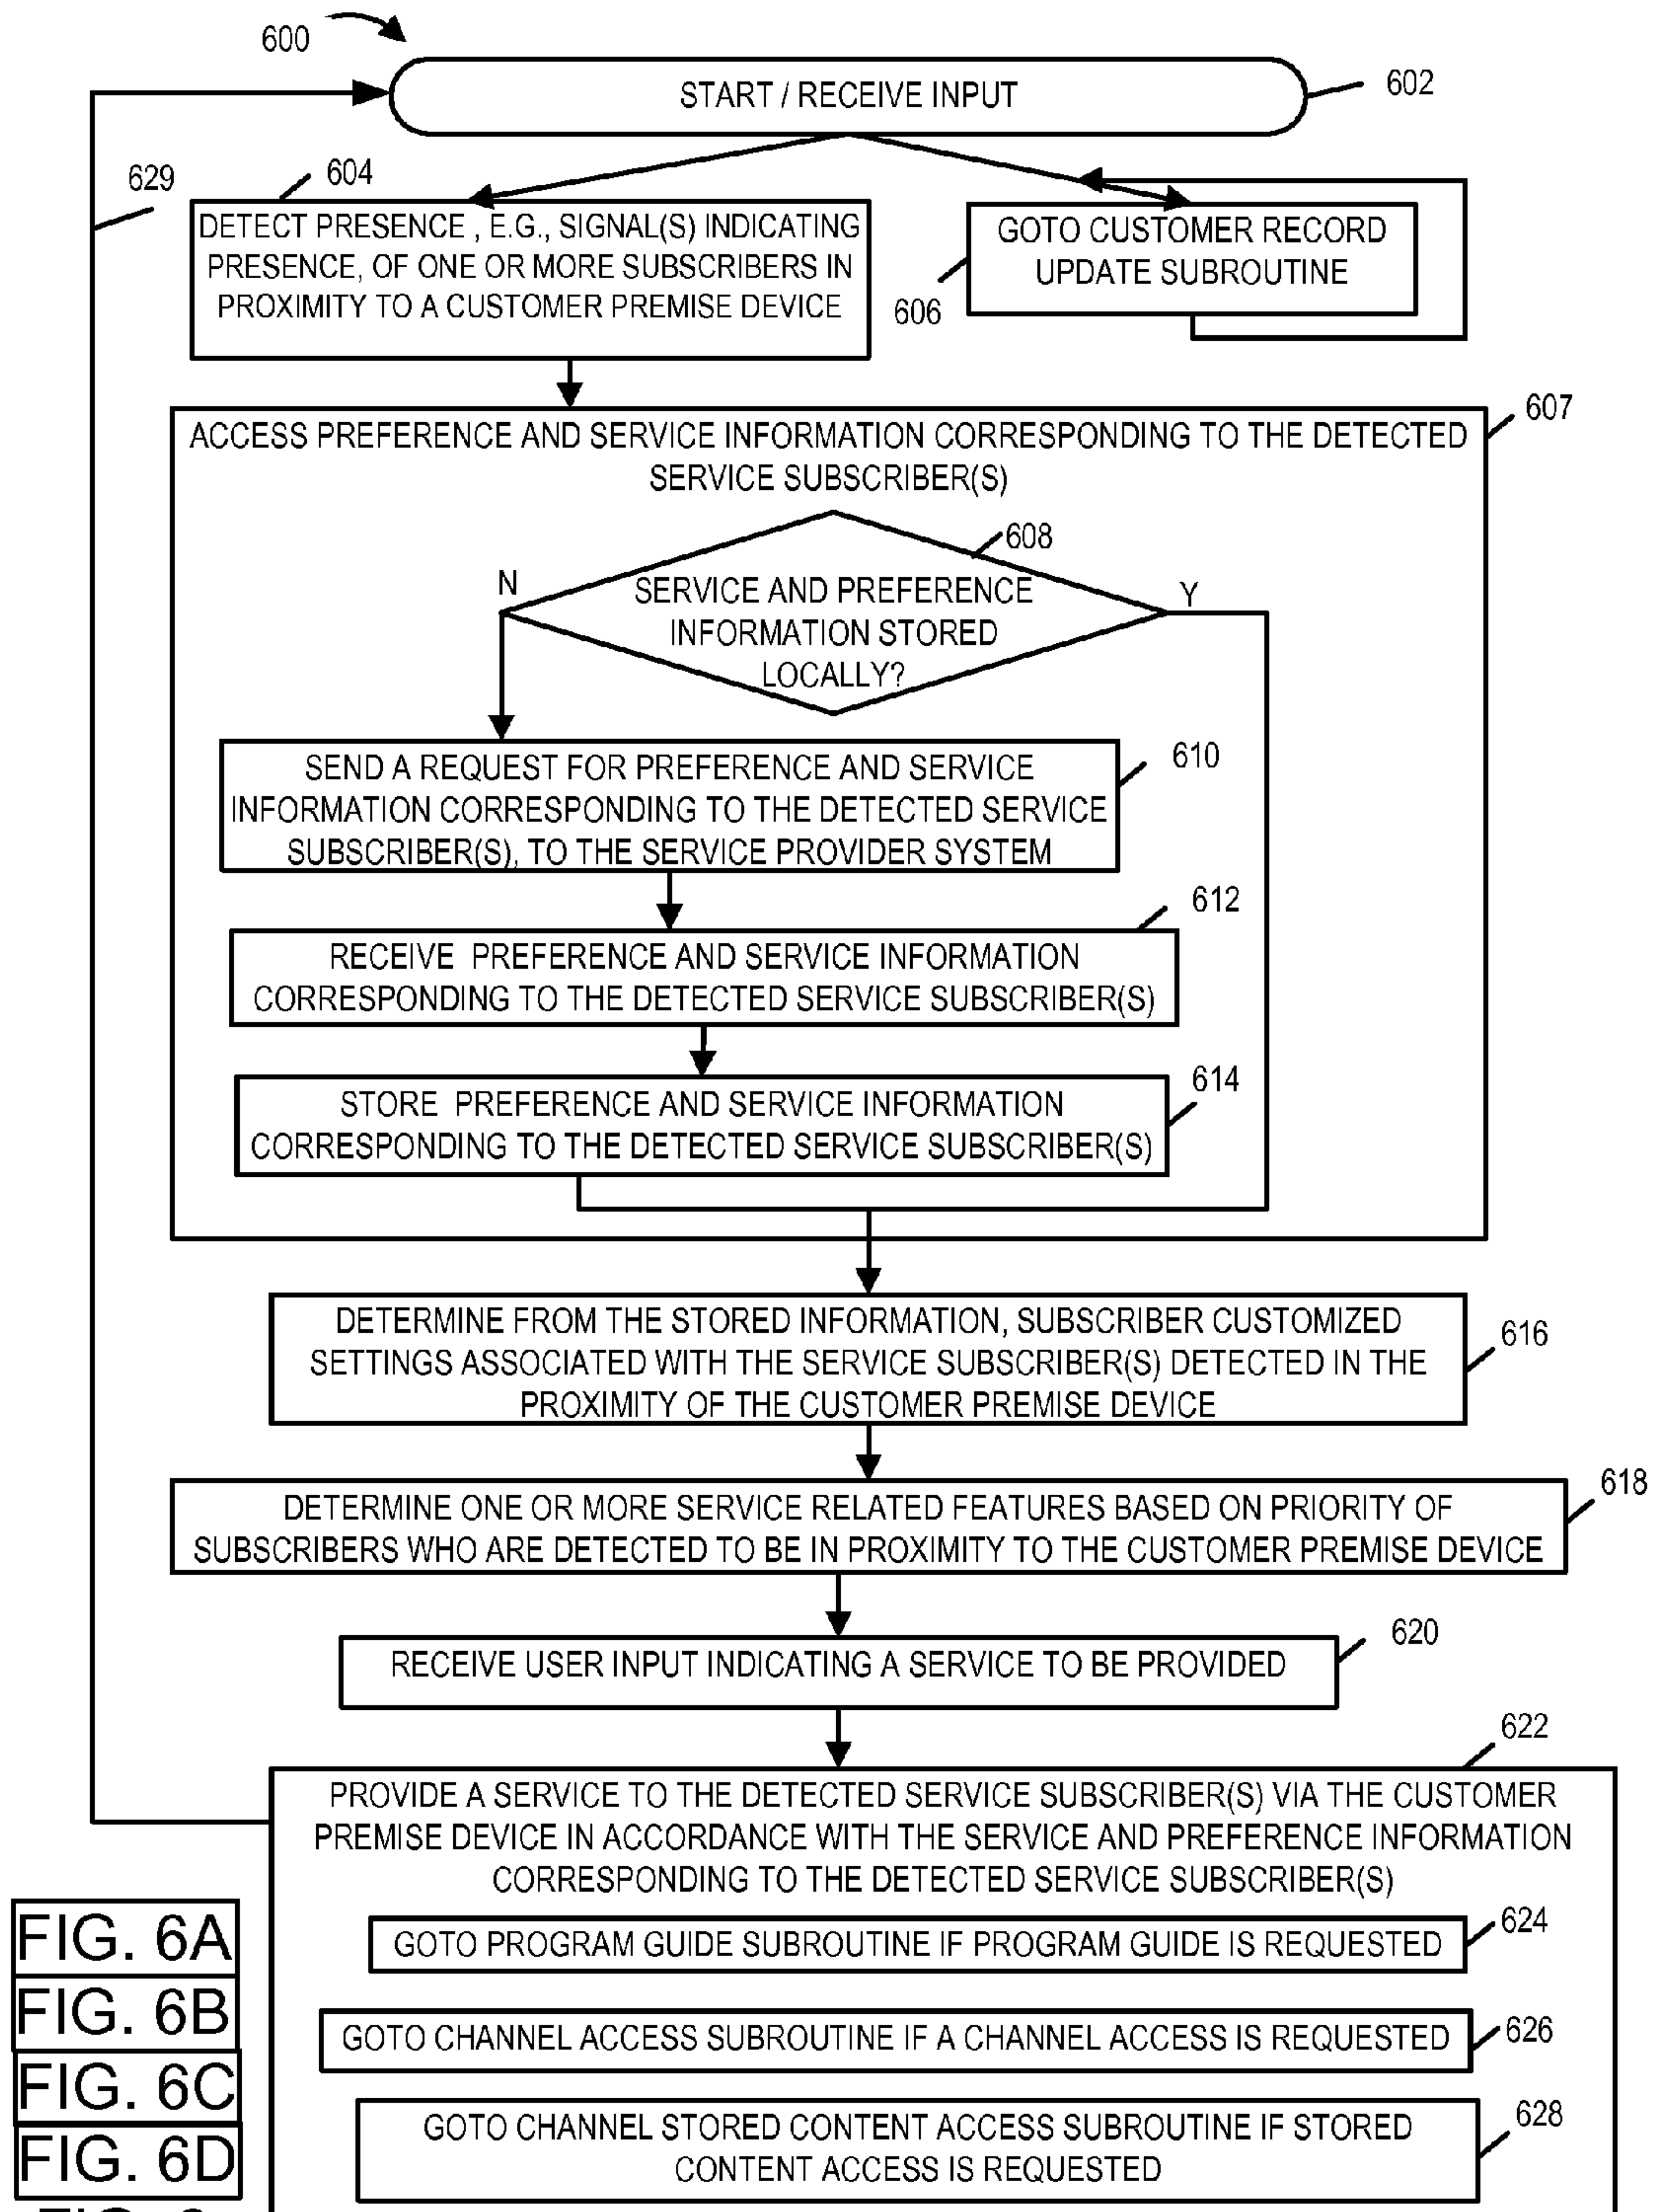 600
START / RECEIVE INPUT
602
629
604
DETECT PRESENCE , E.G., SIGNAL(S) INDICATING
PRESENCE, OF ONE OR MORE SUBSCRIBERS IN
PROXIMITY TO A CUSTOMER PREMISE DEVICE
GOTO CUSTOMER RECORD
UPDATE SUBROUTINE
606
607
ACCESS PREFERENCE AND SERVICE INFORMATION CORRESPONDING TO THE DETECTED
SERVICE SUBSCRIBER(S)
608
N
SERVICE AND PREFERENCE
INFORMATION STORED
LOCALLY?
Y
SEND A REQUEST FOR PREFERENCE AND SERVICE
INFORMATION CORRESPONDING TO THE DETECTED SERVICE
SUBSCRIBER(S), TO THE SERVICE PROVIDER SYSTEM
610
612
RECEIVE PREFERENCE AND SERVICE INFORMATION
CORRESPONDING TO THE DETECTED SERVICE SUBSCRIBER(S)
614
STORE PREFERENCE AND SERVICE INFORMATION
CORRESPONDING TO THE DETECTED SERVICE SUBSCRIBER(S)
DETERMINE FROM THE STORED INFORMATION, SUBSCRIBER CUSTOMIZED
SETTINGS ASSOCIATED WITH THE SERVICE SUBSCRIBER(S) DETECTED IN THE
PROXIMITY OF THE CUSTOMER PREMISE DEVICE
616
618
DETERMINE ONE OR MORE SERVICE RELATED FEATURES BASED ON PRIORITY OF
SUBSCRIBERS WHO ARE DETECTED TO BE IN PROXIMITY TO THE CUSTOMER PREMISE DEVICE
620
RECEIVE USER INPUT INDICATING A SERVICE TO BE PROVIDED
622
PROVIDE A SERVICE TO THE DETECTED SERVICE SUBSCRIBER(S) VIA THE CUSTOMER
PREMISE DEVICE IN ACCORDANCE WITH THE SERVICE AND PREFERENCE INFORMATION
CORRESPONDING TO THE DETECTED SERVICE SUBSCRIBER(S)
624
GOTO PROGRAM GUIDE SUBROUTINE IF PROGRAM GUIDE IS REQUESTED
626
GOTO CHANNEL ACCESS SUBROUTINE IF A CHANNEL ACCESS IS REQUESTED
628
GOTO CHANNEL STORED CONTENT ACCESS SUBROUTINE IF STORED
CONTENT ACCESS IS REQUESTED
FIG. 6A
FIG. 6B
FIG. 6C
FIG. 6D